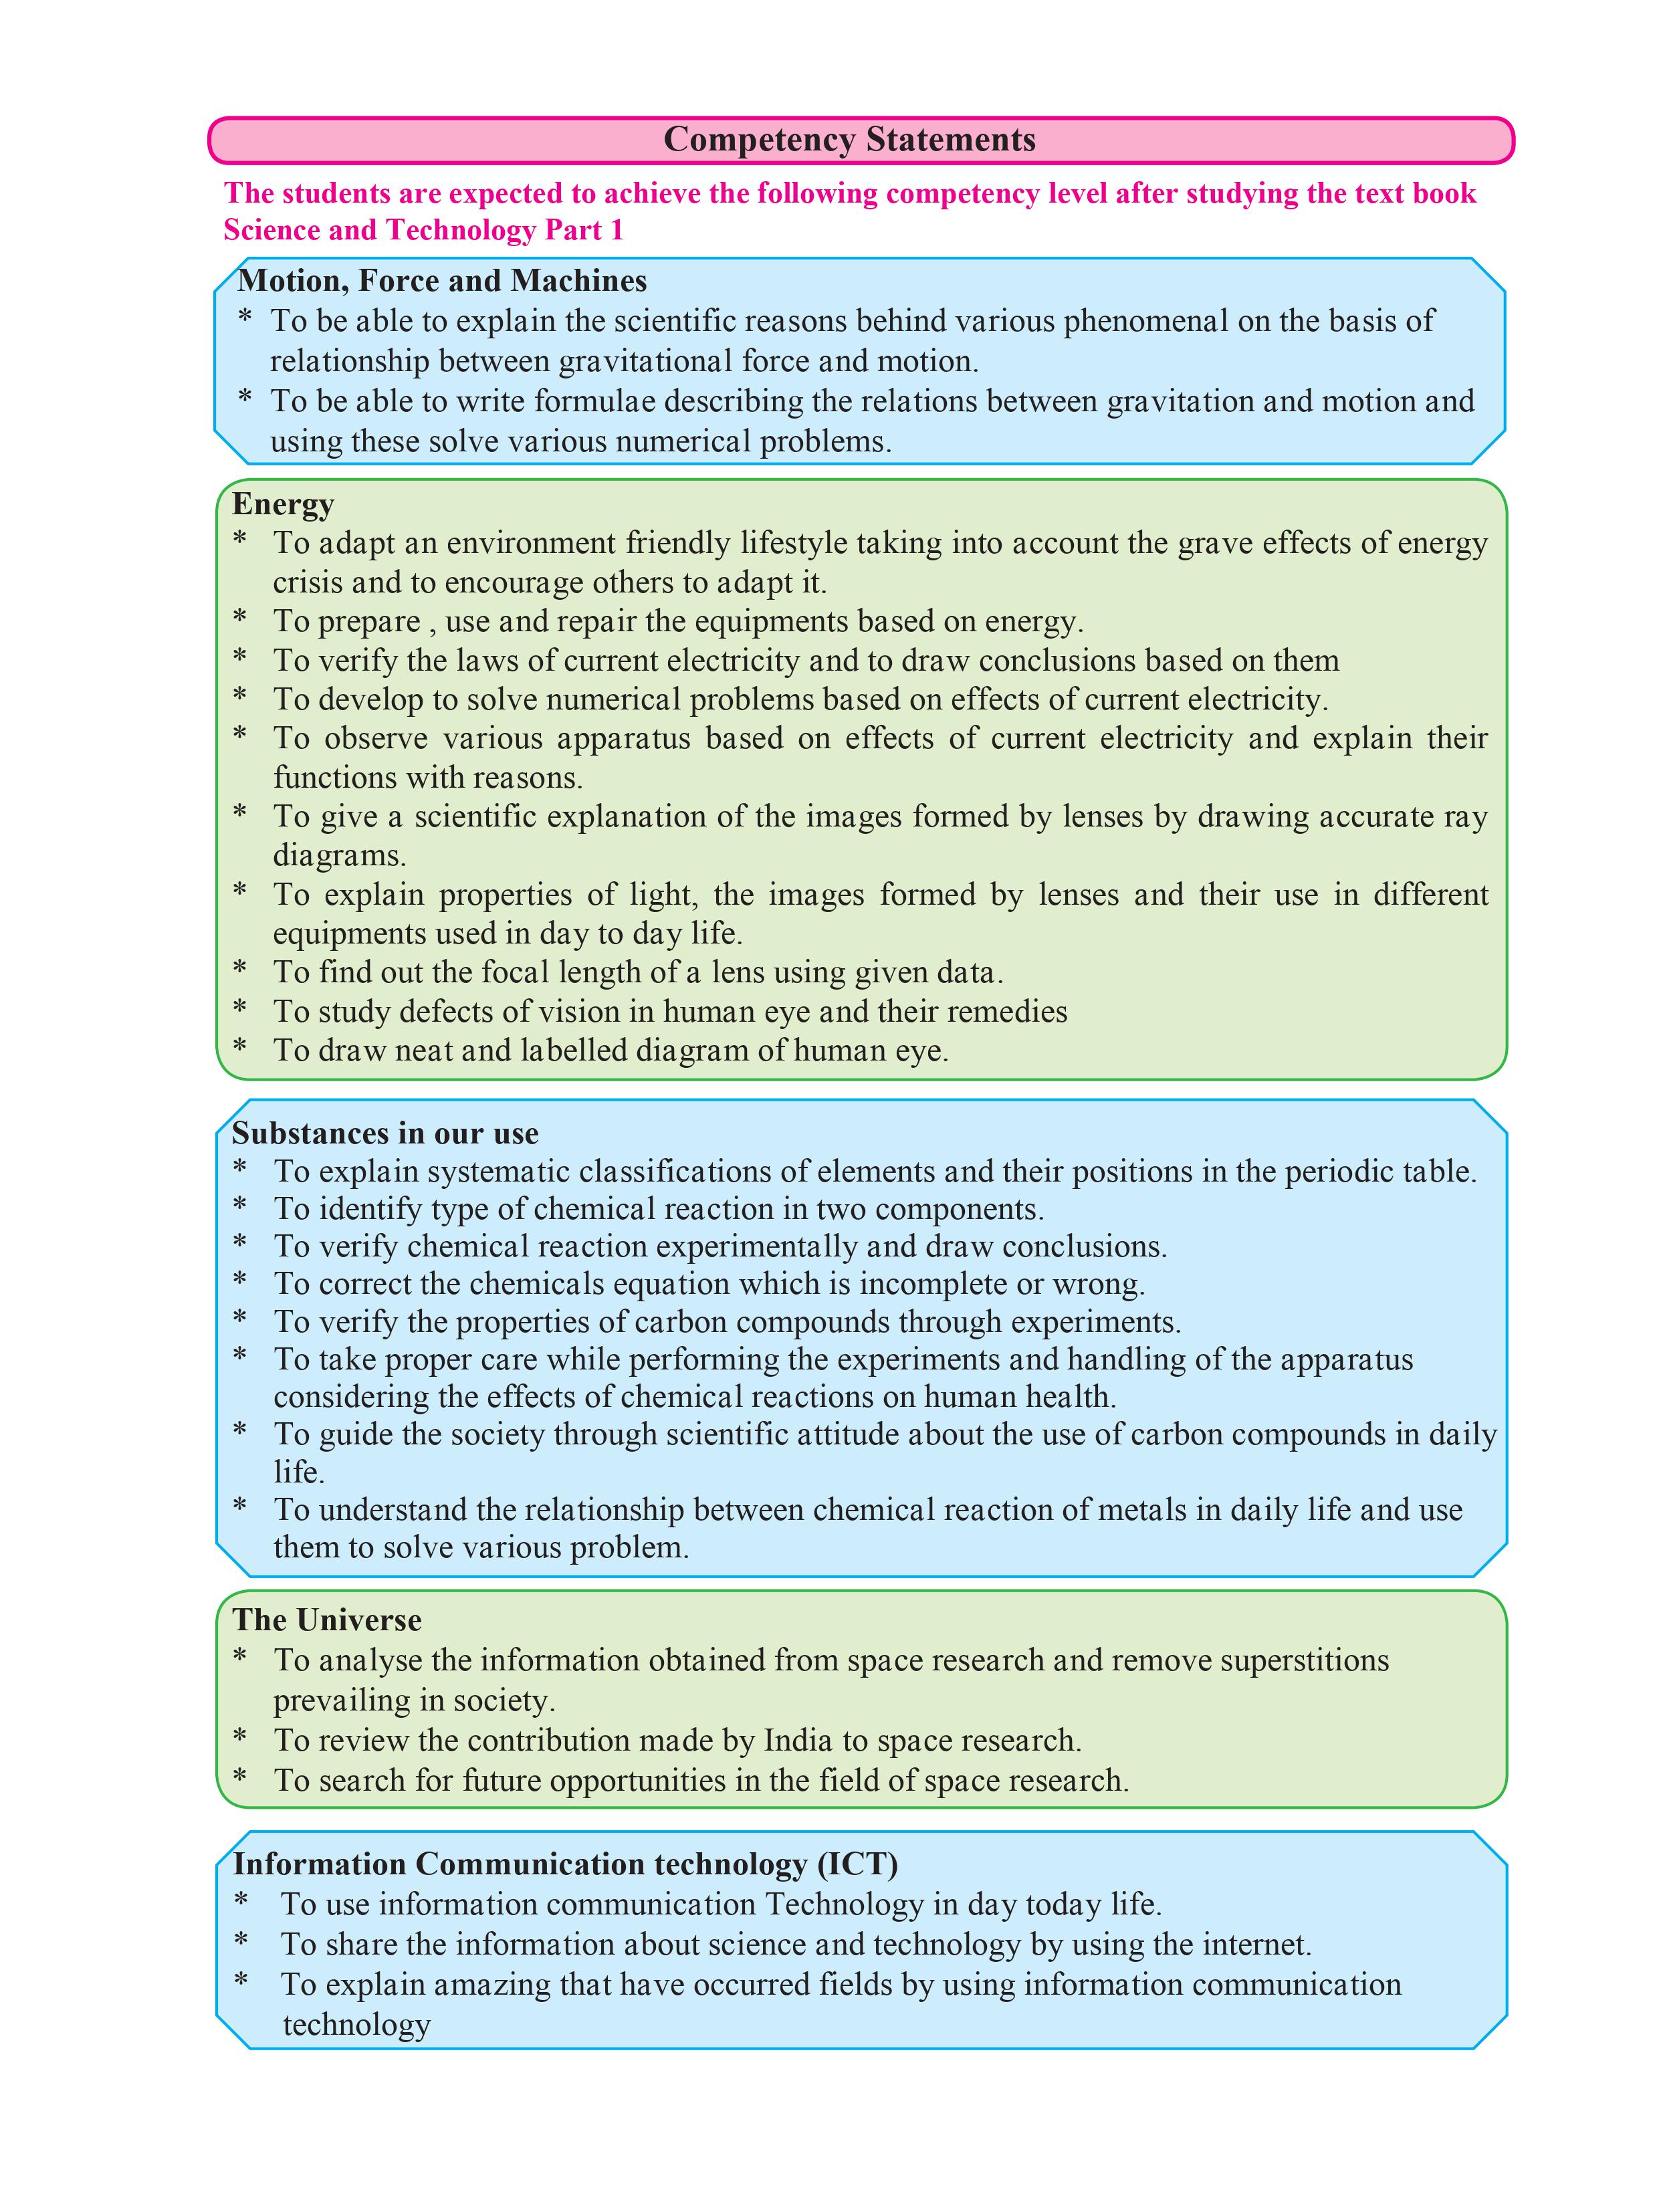 Competency Statements
The students are expected to achieve the following competency level after studying the text book
Science and Technology Part 1
Motion, Force and Machines
* To be able to explain the scientific reasons behind various phenomenal on the basis of
relationship between gravitational force and motion.
* To be able to write formulae describing the relations between gravitation and motion and
using these solve various numerical problems.
Energy
* To adapt an environment friendly lifestyle taking into account the grave effects of energy
crisis and to encourage others to adapt it.
* To prepare , use and repair the equipments based on energy.
* To verify the laws of current electricity and to draw conclusions based on them
* To develop to solve numerical problems based on effects of current electricity.
* To observe various apparatus based on effects of current electricity and explain their
functions with reasons.
* To give a scientific explanation of the images formed by lenses by drawing accurate ray
diagrams.
* To explain properties of light, the images formed by lenses and their use in different
equipments used in day to day life.
* To find out the focal length of a lens using given data.
* To study defects of vision in human eye and their remedies
* To draw neat and labelled diagram of human eye.
Substances in our use
* To explain systematic classifications of elements and their positions in the periodic table.
* To identify type of chemical reaction in two components.
* To verify chemical reaction experimentally and draw conclusions.
* To correct the chemicals equation which is incomplete or wrong.
* To verify the properties of carbon compounds through experiments.
* To take proper care while performing the experiments and handling of the apparatus
considering the effects of chemical reactions on human health.
* To guide the society through scientific attitude about the use of carbon compounds in daily
life.
* To understand the relationship between chemical reaction of metals in daily life and use
them to solve various problem.
The Universe
* To analyse the information obtained from space research and remove superstitions
prevailing in society.
* To review the contribution made by India to space research.
* To search for future opportunities in the field of space research.
Information Communication technology (ICT)
* To use information communication Technology in day today life.
* To share the information about science and technology by using the internet.
* To explain amazing that have occurred fields by using information communication
technology